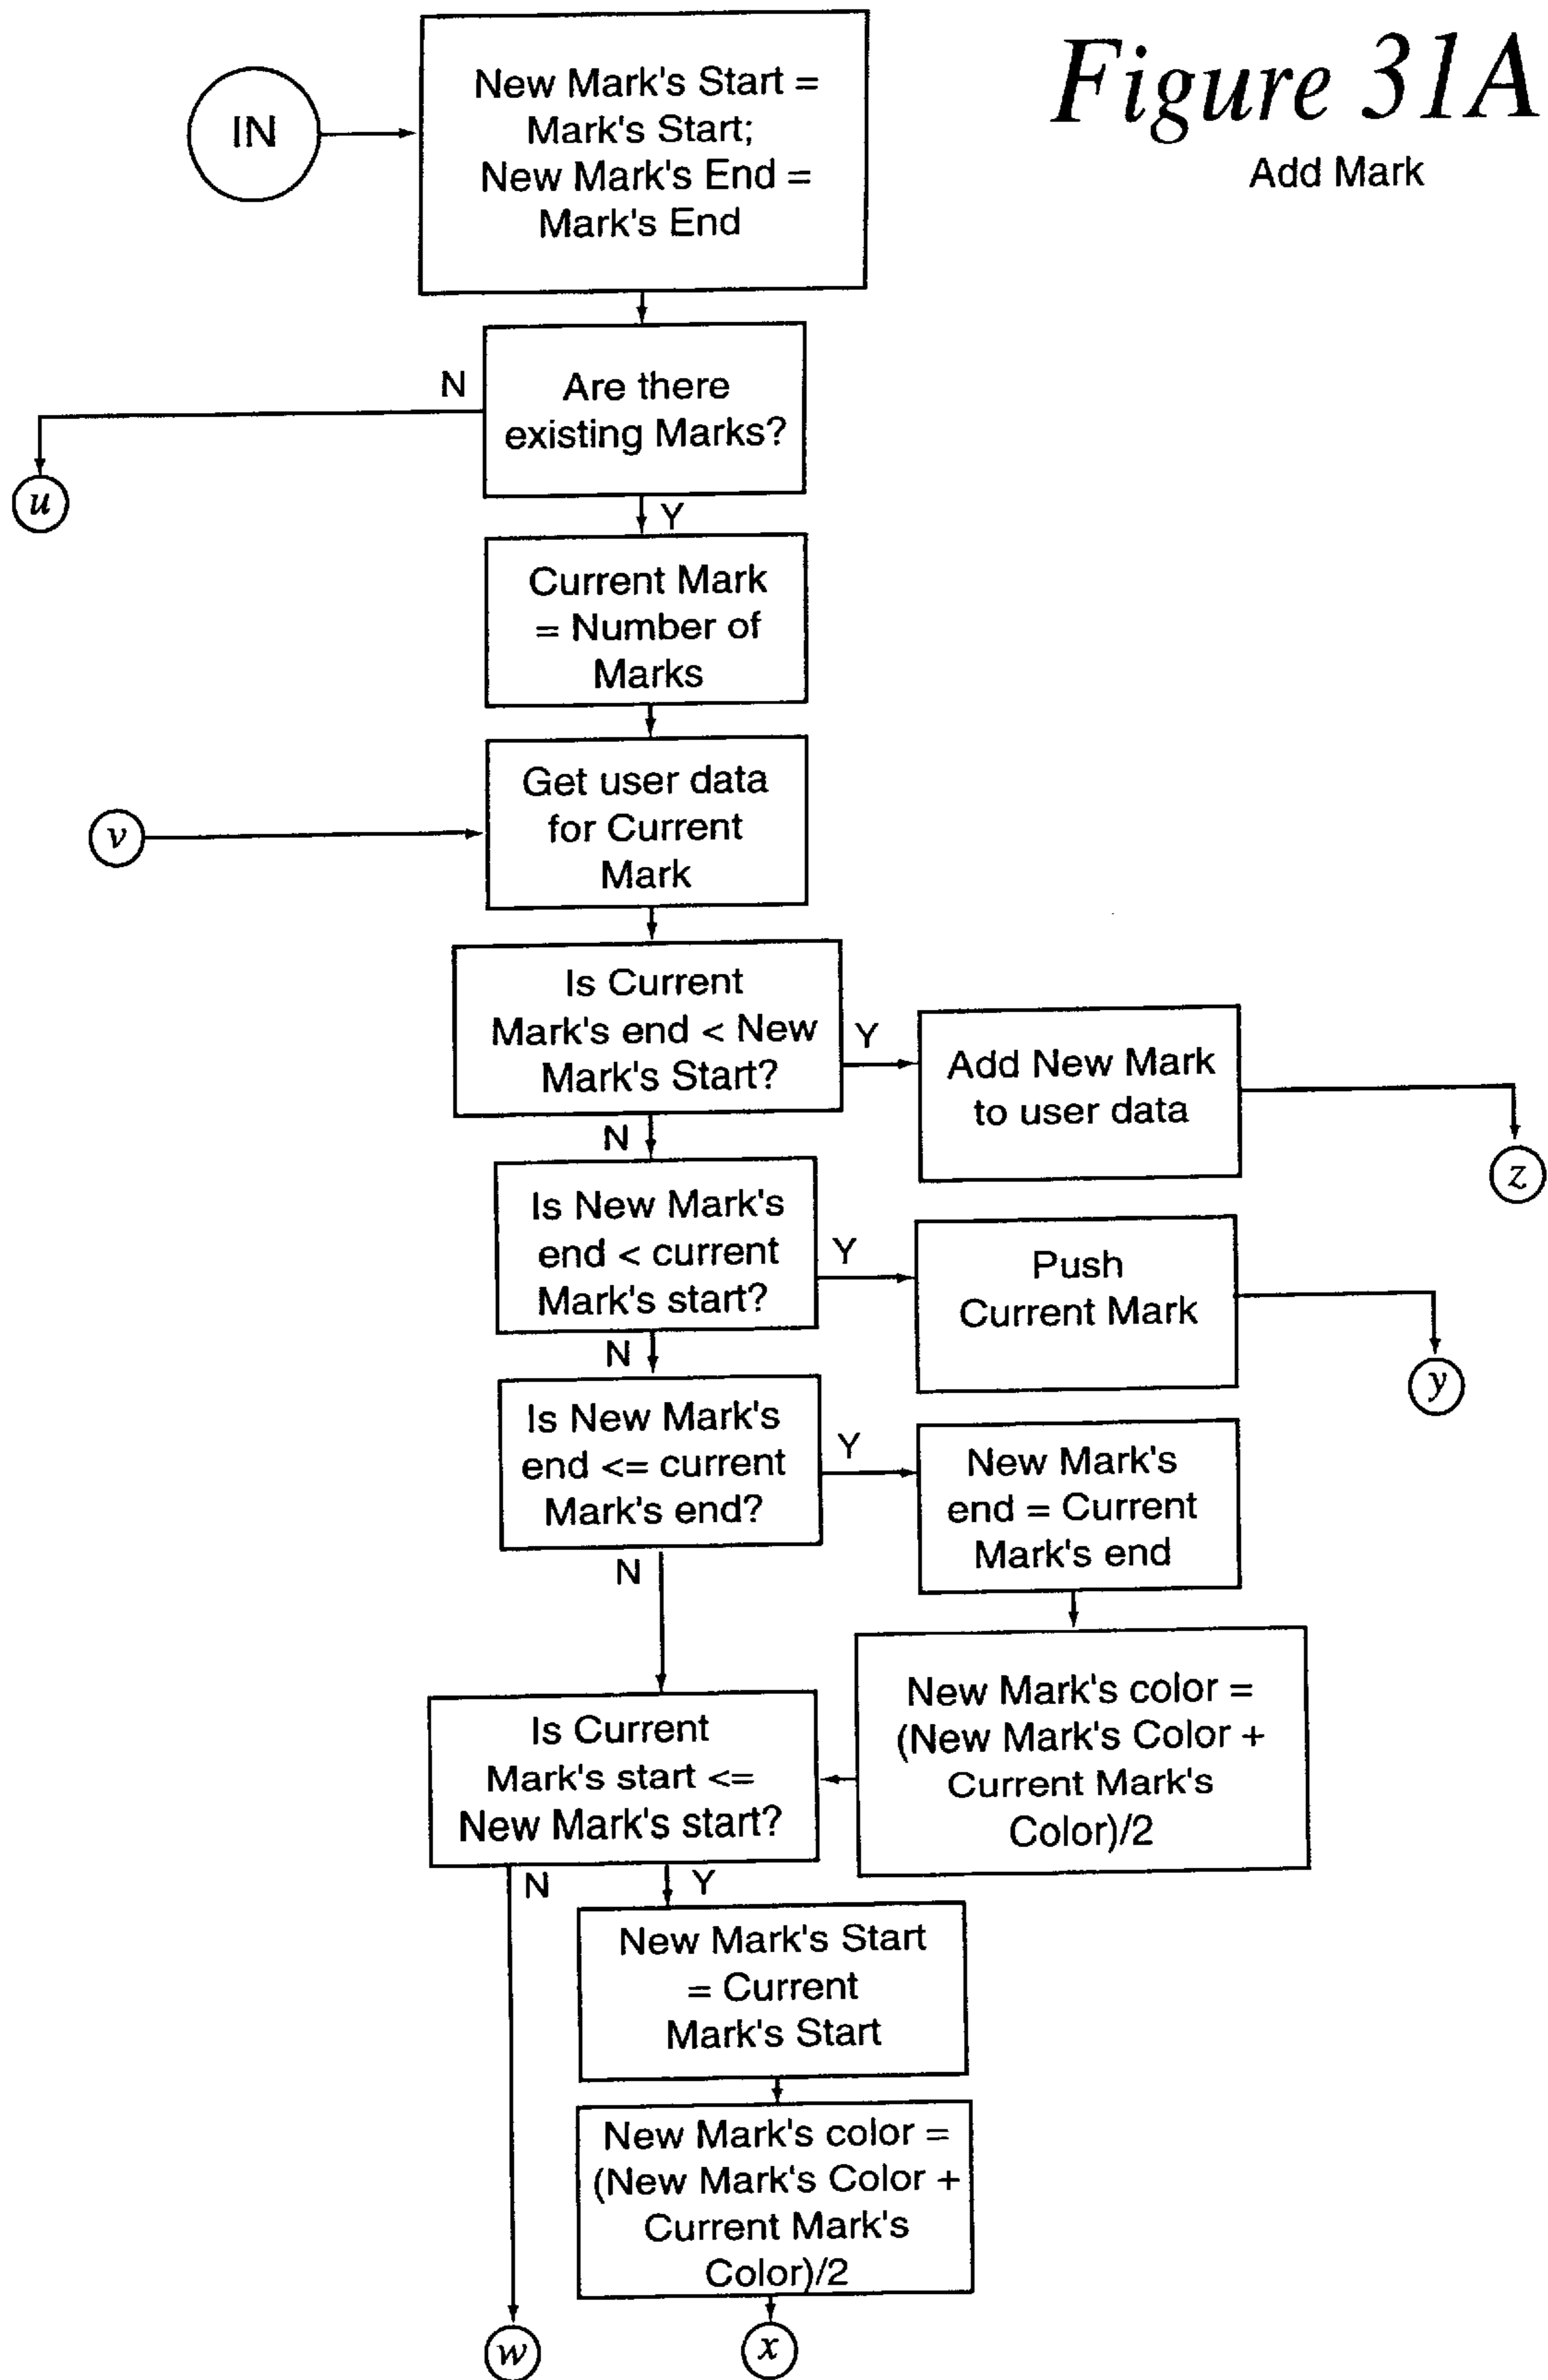 Figure 31A
Add Mark
IN
New Mark's Start =
Mark's Start;
New Mark's End =
Mark's End
N
Are there
existing Marks?
u
Y
Current Mark
= Number of
Marks
v
Get user data
for Current
Mark
Is Current
Mark's end < New
Mark's Start?
Y
Add New Mark
to user data
z
N
Is New Mark's
end < current
Mark's start?
Y
Push
Current Mark
y
N
Is New Mark's
end <= current
Mark's end?
Y
New Mark's
end = Current
Mark's end
N
New Mark's color =
(New Mark's Color +
Current Mark's
Color)/2
Is Current
Mark's start <=
New Mark's start?
N
Y
New Mark's Start
= Current
Mark's Start
New Mark's color =
(New Mark's Color +
Current Mark's
Color)/2
w
x